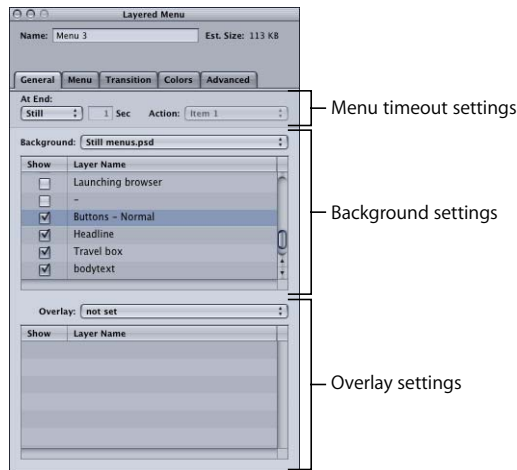 Layered Menu
Name: Menu 3 Est. Size: 113 KB
General Menu Transition Colors Advanced
At End:
Still 1 Sec Action: Item 1
Menu timeout settings
Background: Still menus.psd
Show Layer Name
Launching browser
-
Buttons - Normal
Headline
Travel box
bodytext
Background settings
Overlay: not set
Show Layer Name
Overlay settings